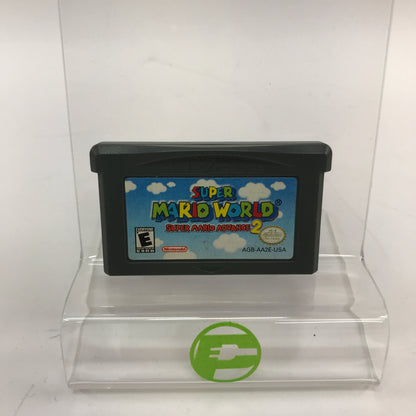 SUPER
MARIO WORLD®
SUPER MARIO ADVANCE 2
E
Nintendo
AGB-AA2E-USA